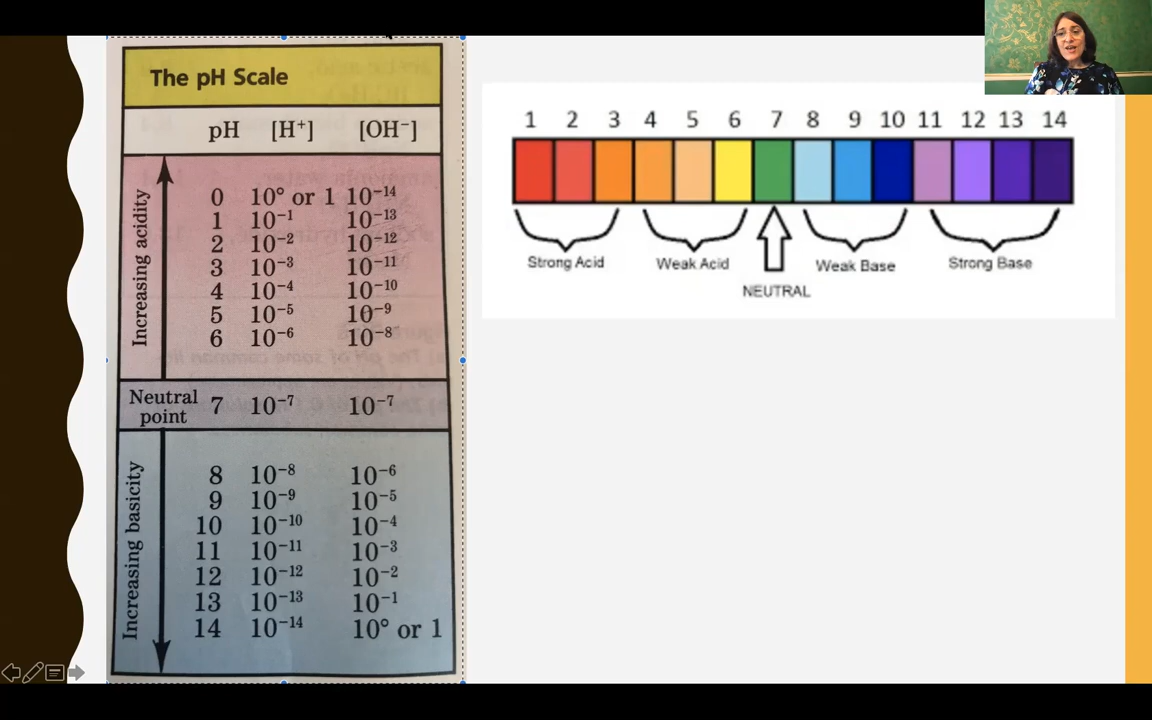 The pH Scale
pH [H⁺] [OH⁻]
Increasing acidity
0 10° or 1 10⁻¹⁴
1 10⁻¹ 10⁻¹³
2 10⁻² 10⁻¹²
3 10⁻³ 10⁻¹¹
4 10⁻⁴ 10⁻¹⁰
5 10⁻⁵ 10⁻⁹
6 10⁻⁶ 10⁻⁸
Neutral point 7 10⁻⁷ 10⁻⁷
Increasing basicity
8 10⁻⁸ 10⁻⁶
9 10⁻⁹ 10⁻⁵
10 10⁻¹⁰ 10⁻⁴
11 10⁻¹¹ 10⁻³
12 10⁻¹² 10⁻²
13 10⁻¹³ 10⁻¹
14 10⁻¹⁴ 10° or 1
1 2 3 4 5 6 7 8 9 10 11 12 13 14
Strong Acid Weak Acid Weak Base Strong Base
NEUTRAL